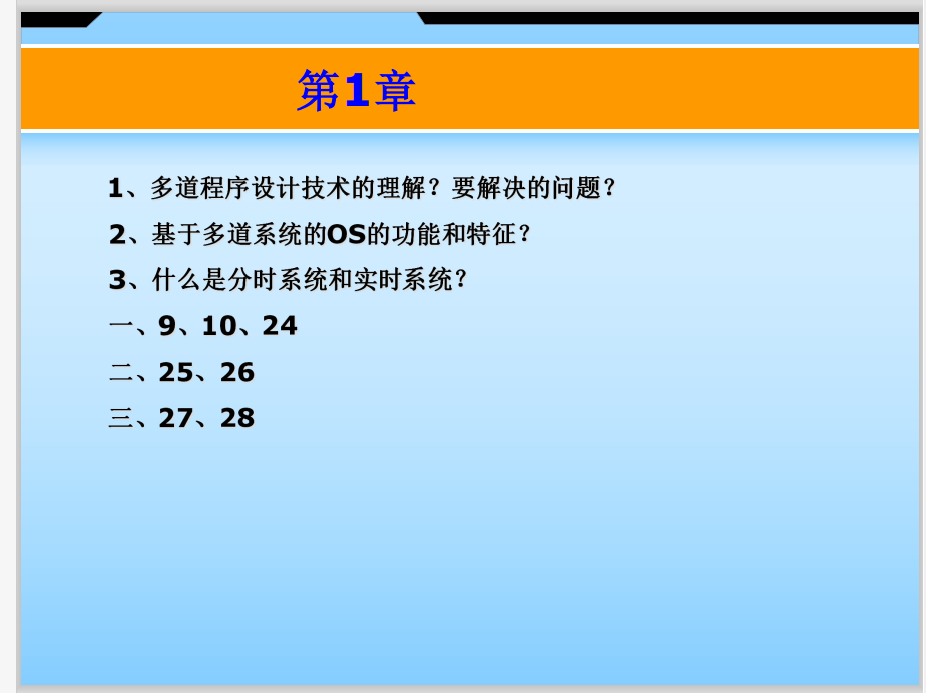 第1章
1、多道程序设计技术的理解？要解决的问题？
2、基于多道系统的OS的功能和特征？
3、什么是分时系统和实时系统？
一、9、10、24
二、25、26
三、27、28